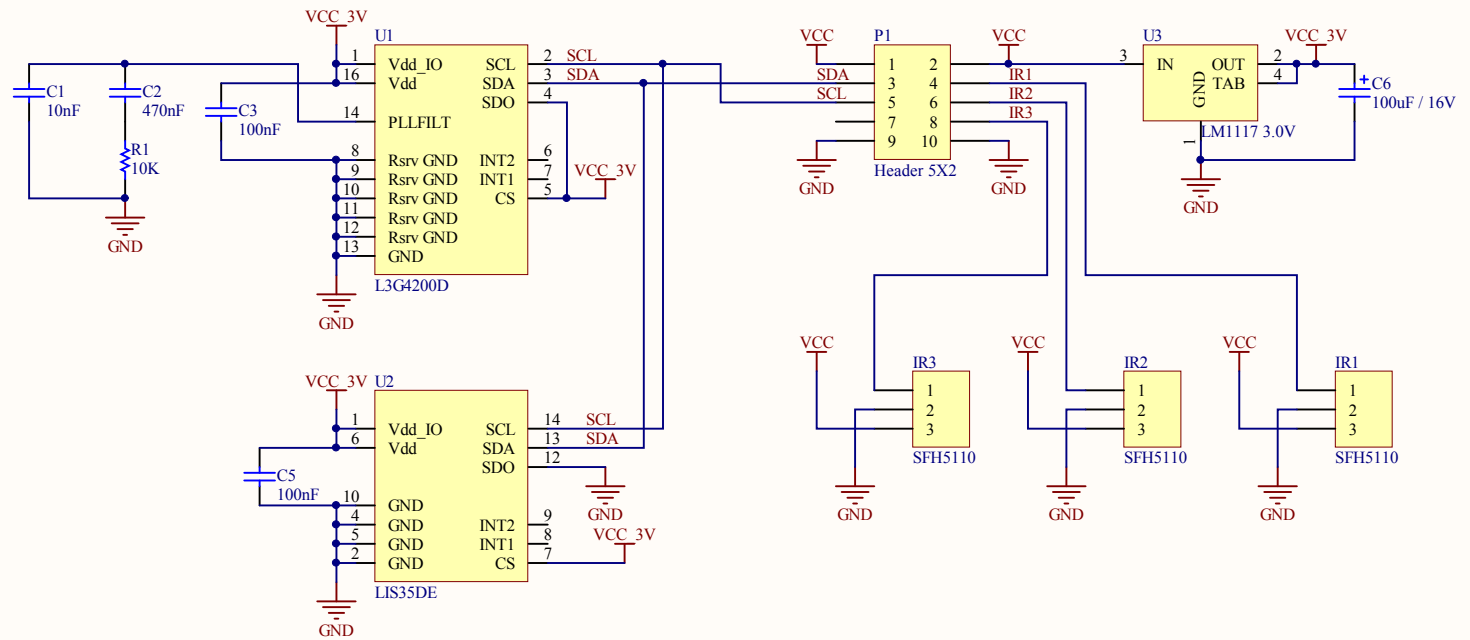 VCC_3V
U1
1 Vdd_IO SCL 2 SCL
16 Vdd SDA 3 SDA
SDO 4
14 PLLFILT
8 Rsrv GND INT2 6
9 Rsrv GND INT1 7
10 Rsrv GND CS 5
VCC_3V
11 Rsrv GND
12 Rsrv GND
13 GND
L3G4200D
GND
C1
10nF
C2
470nF
R1
10K
GND
C3
100nF
VCC
P1
VCC
1 2
SDA 3 4 IR1
SCL 5 6 IR2
7 8 IR3
9 10
GND
Header 5X2
GND
U3
VCC_3V
3 IN OUT 2
TAB 4
GND
1
LM1117 3.0V
GND
C6
100uF / 16V
+
VCC_3V
U2
1 Vdd_IO SCL 14 SCL
6 Vdd SDA 13 SDA
SDO 12
GND
C5
100nF
10 GND
4 GND INT2 9
5 GND INT1 8
2 GND CS 7
VCC_3V
LIS35DE
GND
VCC
IR3
1
2
3
SFH5110
GND
VCC
IR2
1
2
3
SFH5110
GND
VCC
IR1
1
2
3
SFH5110
GND